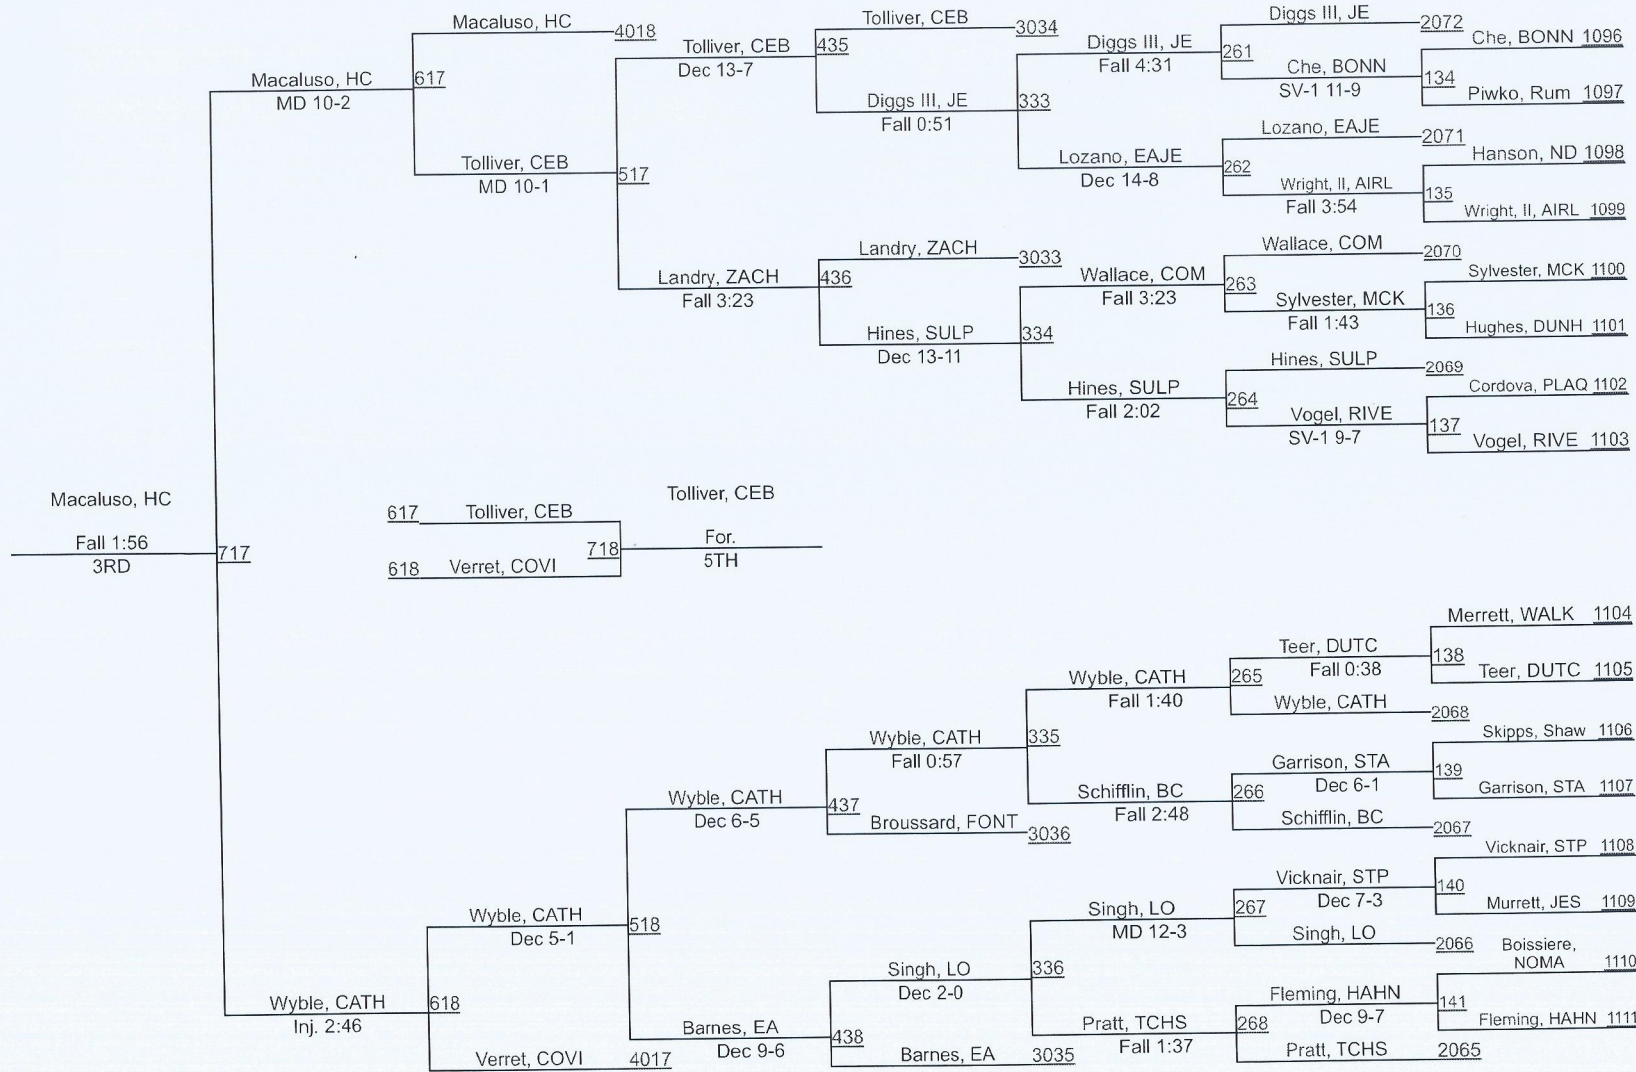 Macaluso, HC 4018
617
Macaluso, HC
MD 10-2
Tolliver, CEB
MD 10-1
517
Tolliver, CEB
Dec 13-7
435
Tolliver, CEB 3034
Diggs III, JE
Fall 0:51
333
Diggs III, JE
Fall 4:31
261
Diggs III, JE 2072
Che, BONN
SV-1 11-9
134
Che, BONN 1096
Piwko, Rum 1097
Lozano, EAJE
Dec 14-8
262
Lozano, EAJE 2071
Wright, II, AIRL
Fall 3:54
135
Hanson, ND 1098
Wright, II, AIRL 1099
Landry, ZACH
Fall 3:23
436
Landry, ZACH 3033
Hines, SULP
Dec 13-11
334
Wallace, COM
Fall 3:23
263
Wallace, COM 2070
Sylvester, MCK
Fall 1:43
136
Sylvester, MCK 1100
Hughes, DUNH 1101
Hines, SULP
Fall 2:02
264
Hines, SULP 2069
Vogel, RIVE
SV-1 9-7
137
Cordova, PLAQ 1102
Vogel, RIVE 1103
Macaluso, HC
Fall 1:56
3RD
717
617 Tolliver, CEB
618 Verret, COVI
718
Tolliver, CEB
For.
5TH
Wyble, CATH
Inj. 2:46
618
Wyble, CATH
Dec 5-1
518
Verret, COVI 4017
Wyble, CATH
Dec 6-5
437
Wyble, CATH
Fall 0:57
335
Broussard, FONT 3036
Wyble, CATH
Fall 1:40
265
Teer, DUTC
Fall 0:38
138
Merrett, WALK 1104
Teer, DUTC 1105
Wyble, CATH 2068
Schifflin, BC
Fall 2:48
266
Garrison, STA
Dec 6-1
139
Skipps, Shaw 1106
Garrison, STA 1107
Schifflin, BC 2067
Barnes, EA
Dec 9-6
438
Singh, LO
Dec 2-0
336
Barnes, EA 3035
Singh, LO
MD 12-3
267
Vicknair, STP
Dec 7-3
140
Vicknair, STP 1108
Murrett, JES 1109
Singh, LO 2066
Pratt, TCHS
Fall 1:37
268
Fleming, HAHN
Dec 9-7
141
Boissiere,
NOMA 1110
Fleming, HAHN 1111
Pratt, TCHS 2065